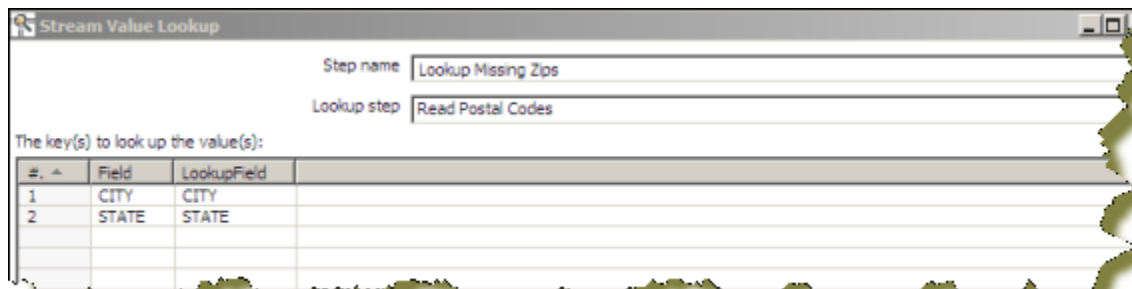 Stream Value Lookup
Step name Lookup Missing Zips
Lookup step Read Postal Codes
The key(s) to look up the value(s):
#. Field LookupField
1 CITY CITY
2 STATE STATE